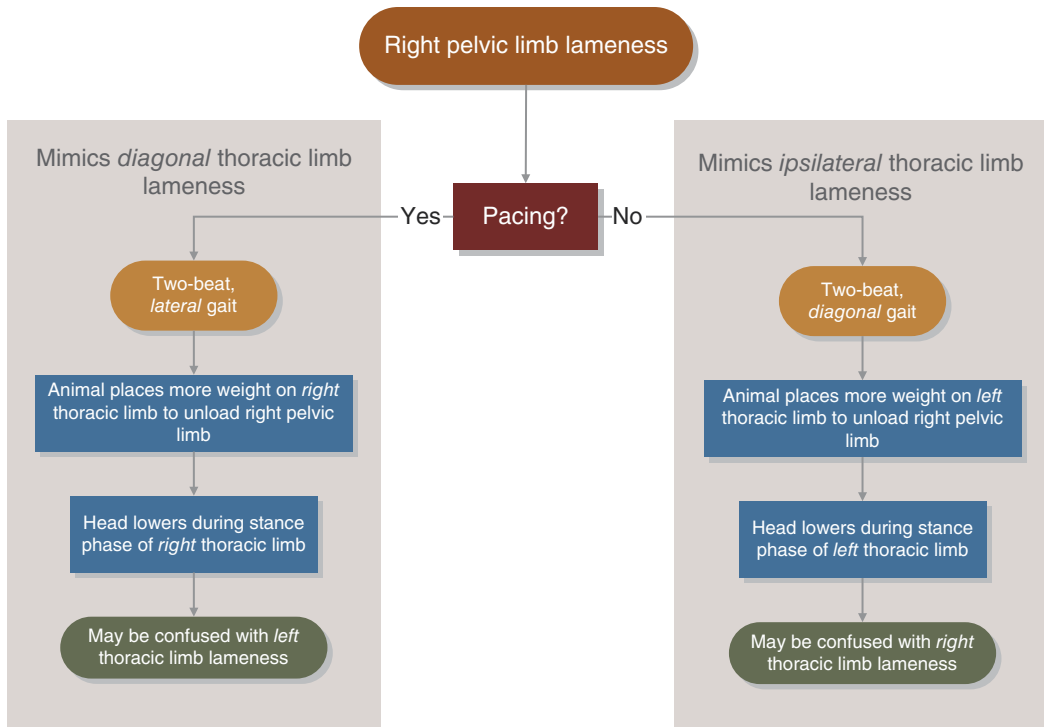 Right pelvic limb lameness
Mimics diagonal thoracic limb
lameness
Mimics ipsilateral thoracic limb
lameness
Yes
Pacing?
No
Two-beat,
lateral gait
Animal places more weight on right
thoracic limb to unload right pelvic
limb
Head lowers during stance
phase of right thoracic limb
May be confused with left
thoracic limb lameness
Two-beat,
diagonal gait
Animal places more weight on left
thoracic limb to unload right pelvic
limb
Head lowers during stance
phase of left thoracic limb
May be confused with right
thoracic limb lameness